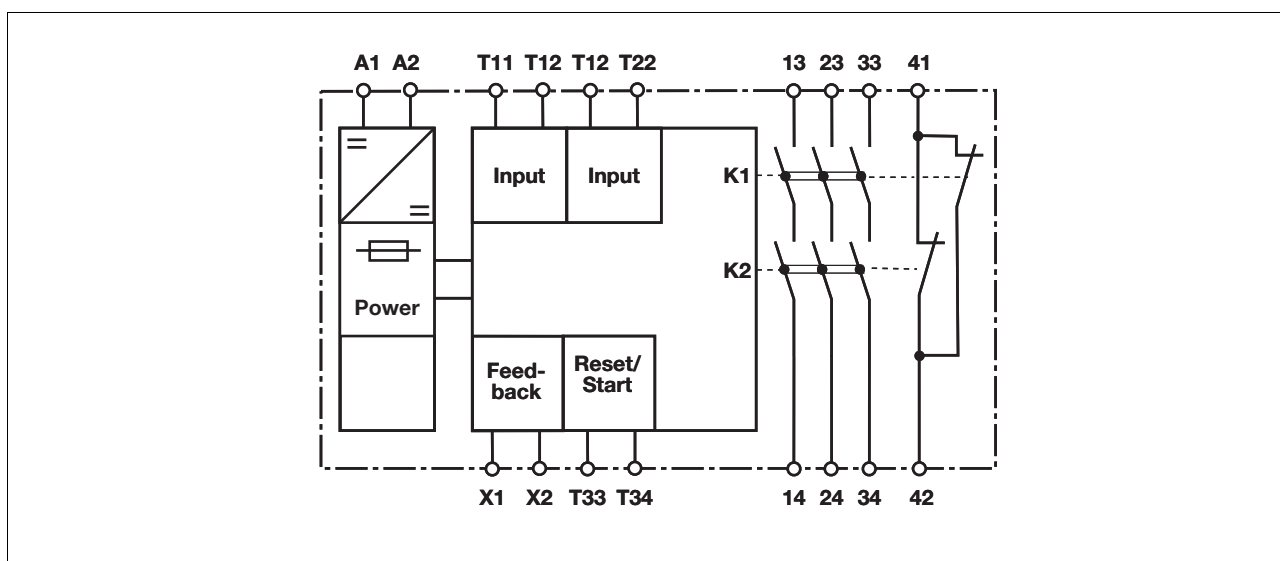 A1 A2 T11 T12 T12 T22 13 23 33 41
Input Input
K1
K2
Power
Feed-
back
Reset/
Start
X1 X2 T33 T34 14 24 34 42